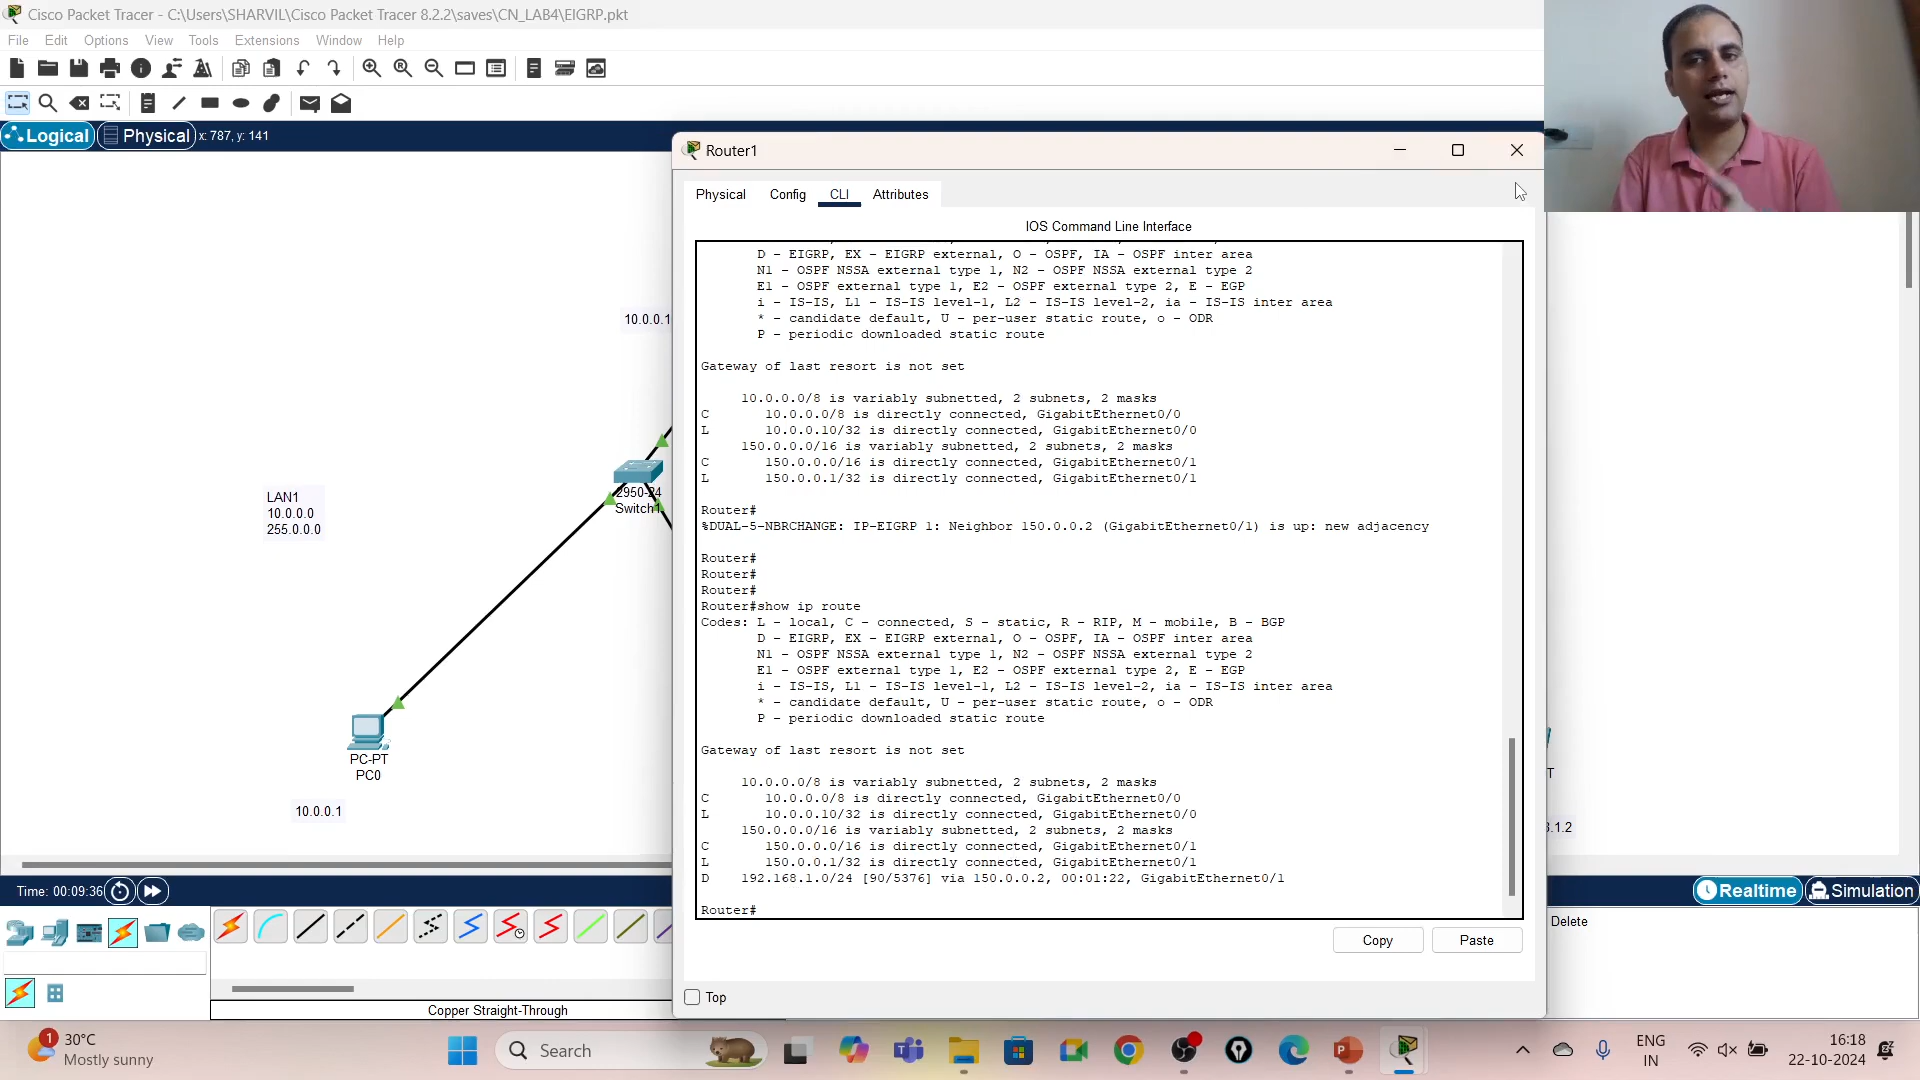 Cisco Packet Tracer - C:\Users\SHARVIL\Cisco Packet Tracer 8.2.2\saves\CN_LAB4\EIGRP.pkt
File Edit Options View Tools Extensions Window Help
Logical Physical x: 787, y: 141
Router1
Physical Config CLI Attributes
IOS Command Line Interface
D - EIGRP, EX - EIGRP external, O - OSPF, IA - OSPF inter area
N1 - OSPF NSSA external type 1, N2 - OSPF NSSA external type 2
E1 - OSPF external type 1, E2 - OSPF external type 2, E - EGP
i - IS-IS, L1 - IS-IS level-1, L2 - IS-IS level-2, ia - IS-IS inter area
* - candidate default, U - per-user static route, o - ODR
P - periodic downloaded static route
Gateway of last resort is not set
10.0.0.0/8 is variably subnetted, 2 subnets, 2 masks
C 10.0.0.0/8 is directly connected, GigabitEthernet0/0
L 10.0.0.10/32 is directly connected, GigabitEthernet0/0
150.0.0.0/16 is variably subnetted, 2 subnets, 2 masks
C 150.0.0.0/16 is directly connected, GigabitEthernet0/1
L 150.0.0.1/32 is directly connected, GigabitEthernet0/1
Router#
%DUAL-5-NBRCHANGE: IP-EIGRP 1: Neighbor 150.0.0.2 (GigabitEthernet0/1) is up: new adjacency
Router#
Router#
Router#
Router#show ip route
Codes: L - local, C - connected, S - static, R - RIP, M - mobile, B - BGP
D - EIGRP, EX - EIGRP external, O - OSPF, IA - OSPF inter area
N1 - OSPF NSSA external type 1, N2 - OSPF NSSA external type 2
E1 - OSPF external type 1, E2 - OSPF external type 2, E - EGP
i - IS-IS, L1 - IS-IS level-1, L2 - IS-IS level-2, ia - IS-IS inter area
* - candidate default, U - per-user static route, o - ODR
P - periodic downloaded static route
Gateway of last resort is not set
10.0.0.0/8 is variably subnetted, 2 subnets, 2 masks
C 10.0.0.0/8 is directly connected, GigabitEthernet0/0
L 10.0.0.10/32 is directly connected, GigabitEthernet0/0
150.0.0.0/16 is variably subnetted, 2 subnets, 2 masks
C 150.0.0.0/16 is directly connected, GigabitEthernet0/1
L 150.0.0.1/32 is directly connected, GigabitEthernet0/1
D 192.168.1.0/24 [90/5376] via 150.0.0.2, 00:01:22, GigabitEthernet0/1
Router#
Copy Paste
Top
10.0.0.1
2950-24
Switch1
LAN1
10.0.0.0
255.0.0.0
PC-PT
PC0
10.0.0.1
T
3.1.2
Time: 00:09:36
Realtime Simulation
Delete
Copper Straight-Through
1
30°C
Mostly sunny
Search
ENG
IN
16:18
22-10-2024